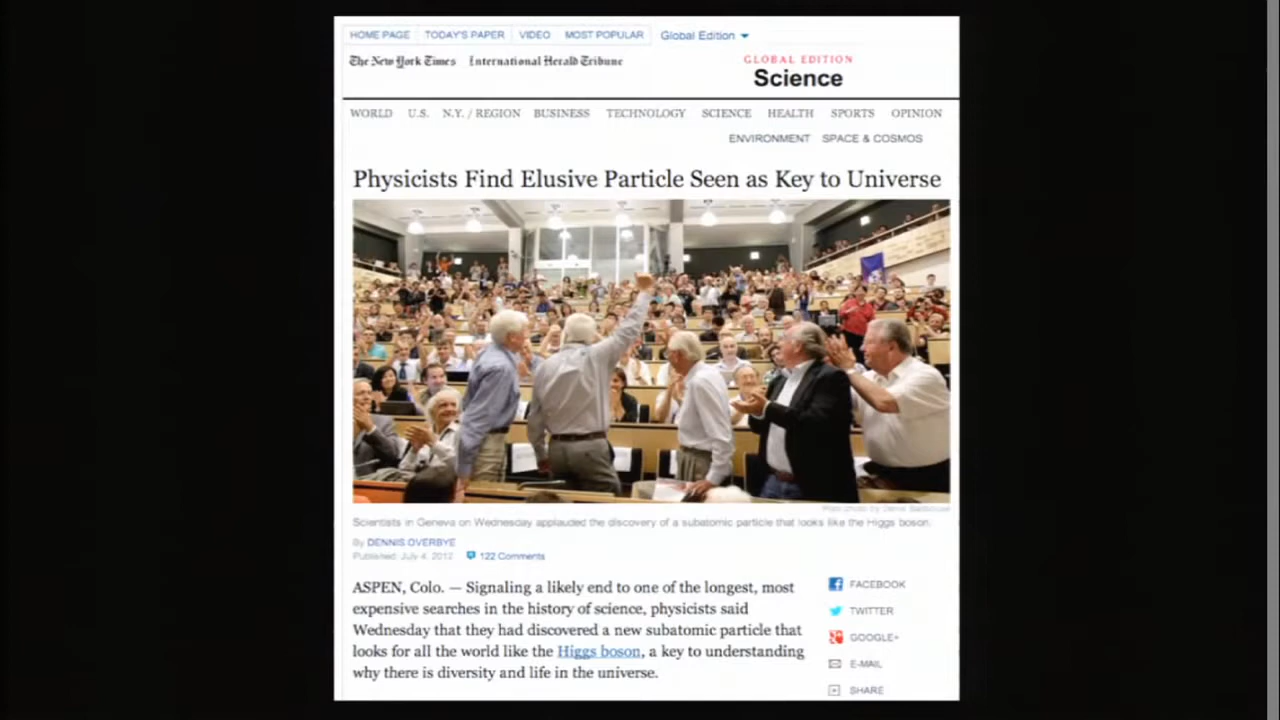 HOME PAGE TODAY'S PAPER VIDEO MOST POPULAR Global Edition
The New York Times International Herald Tribune
GLOBAL EDITION
Science
WORLD U.S. N.Y. / REGION BUSINESS TECHNOLOGY SCIENCE HEALTH SPORTS OPINION
ENVIRONMENT SPACE & COSMOS
Physicists Find Elusive Particle Seen as Key to Universe
Pool photo by Denis Balibouse
Scientists in Geneva on Wednesday applauded the discovery of a subatomic particle that looks like the Higgs boson.
By DENNIS OVERBYE
Published: July 4, 2012 122 Comments
ASPEN, Colo. — Signaling a likely end to one of the longest, most
expensive searches in the history of science, physicists said
Wednesday that they had discovered a new subatomic particle that
looks for all the world like the Higgs boson, a key to understanding
why there is diversity and life in the universe.
FACEBOOK
TWITTER
GOOGLE+
E-MAIL
SHARE